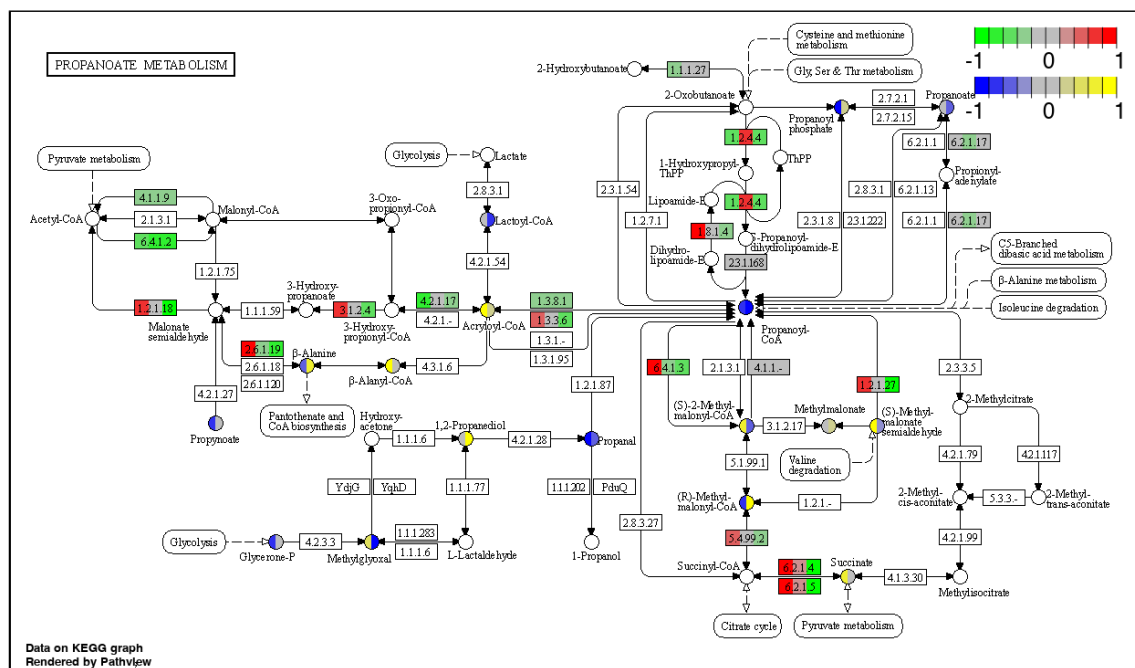 PROPANOATE METABOLISM
Cysteine and methionine
metabolism
-1 0 1
-1 0 1
2-Hydroxybutanoate
1.1.1.27
Gly, Ser & Thr metabolism
2-Oxobutanoate
Propanoyl
phosphate
2.7.2.1
2.7.2.15
Propanoate
1.2.4.4
ThPP
1-Hydroxypropyl-
ThPP
6.2.1.1
6.2.1.17
Propionyl-
adenylate
Pyruvate metabolism
Glycolysis
Lactate
2.8.3.1
2.3.1.54
2.8.3.1
6.2.1.13
Lipoamide-E
1.2.4.4
4.1.1.9
Acetyl-CoA
2.1.3.1
Malonyl-CoA
6.4.1.2
3-Oxo-
propionyl-CoA
Lactoyl-CoA
1.2.7.1
1.8.1.4
S-Propanoyl-
dihydrolipoamide-E
2.3.1.8
2.3.1.222
6.2.1.1
6.2.1.17
Dihydro-
lipoamide-E
2.3.1.168
C5-Branched
dibasic acid metabolism
4.2.1.54
1.2.1.75
β-Alanine metabolism
3-Hydroxy-
propanoate
1.2.1.18
Malonate
semialdehyde
1.1.1.59
3.1.2.4
3-Hydroxy-
propionyl-CoA
4.2.1.17
4.2.1.-
Acryloyl-CoA
1.3.8.1
1.3.3.6
1.3.1.-
1.3.1.95
Isoleucine degradation
Propanoyl-
CoA
2.6.1.19
2.6.1.18
2.6.1.120
β-Alanine
β-Alanyl-CoA
4.3.1.6
6.4.1.3
2.1.3.1
4.1.1.-
2.3.3.5
1.2.1.87
1.2.1.27
4.2.1.27
Pantothenate and
CoA biosynthesis
Propynoate
Hydroxy-
acetone
1.1.1.6
1,2-Propanediol
4.2.1.28
Propanal
(S)-2-Methyl-
malonyl-CoA
3.1.2.17
Methylmalonate
(S)-Methyl-
malonate
semialdehyde
2-Methylcitrate
5.1.99.1
Valine
degradation
4.2.1.79
4.2.1.117
YdjG
YqhD
1.1.1.77
1.1.1.202
PduQ
(R)-Methyl-
malonyl-CoA
1.2.1.-
2-Methyl-
cis-aconitate
5.3.3.-
2-Methyl-
trans-aconitate
2.8.3.27
Glycolysis
Glycerone-P
4.2.3.3
Methylglyoxal
1.1.1.283
1.1.1.6
L-Lactaldehyde
1-Propanol
5.4.99.2
4.2.1.99
Succinyl-CoA
6.2.1.4
6.2.1.5
Succinate
4.1.3.30
Methylisocitrate
Citrate cycle
Pyruvate metabolism
Data on KEGG graph
Rendered by Pathview